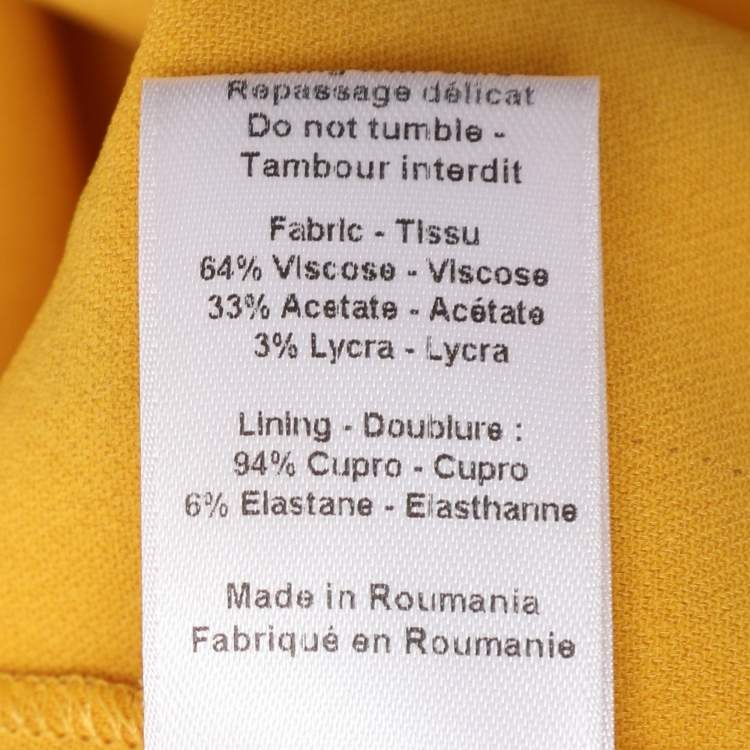 Repassage délicat
Do not tumble -
Tambour interdit
Fabric - Tissu
64% Viscose - Viscose
33% Acetate - Acétate
3% Lycra - Lycra
Lining - Doublure :
94% Cupro - Cupro
6% Elastane - Elasthanne
Made in Roumania
Fabriqué en Roumanie